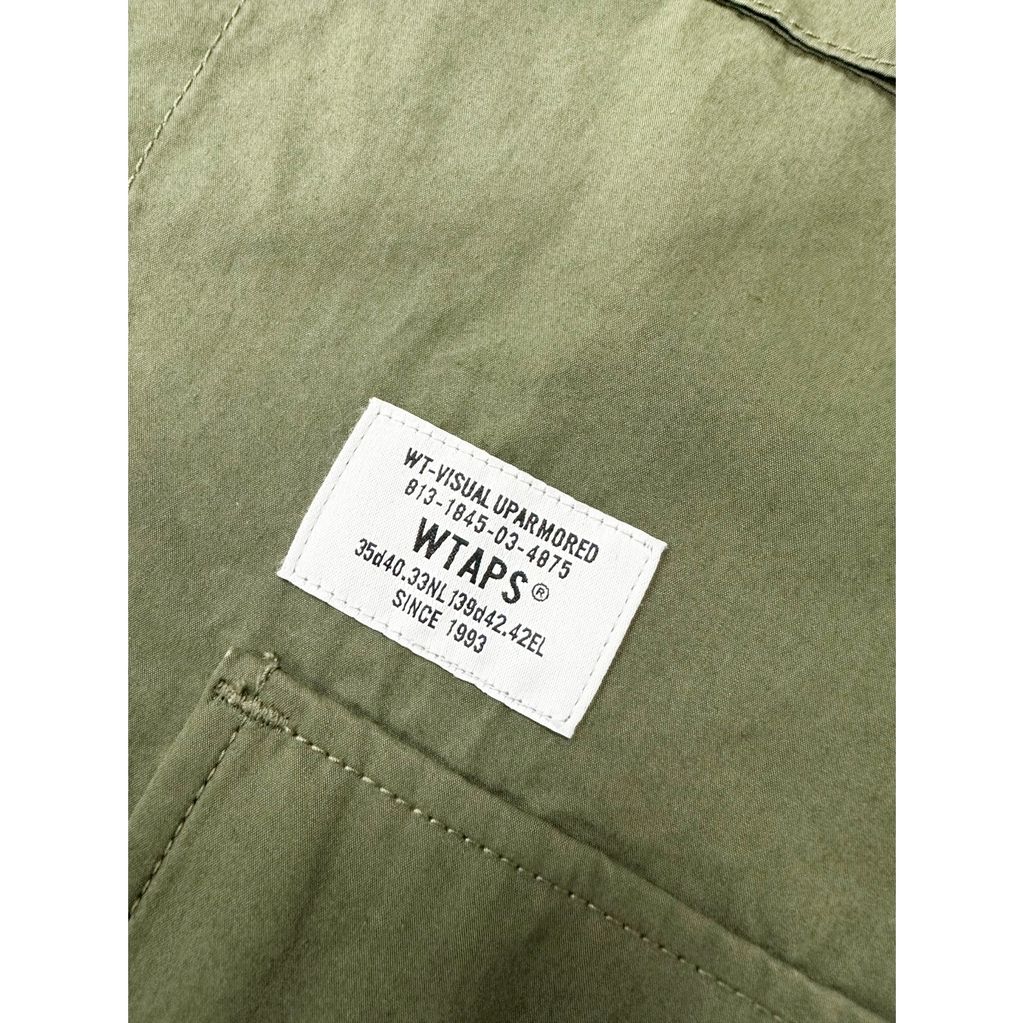 WT-VISUAL UPARMORED
813-1845-03-4875
WTAPS®
35d40.33NL139d42.42EL
SINCE 1993